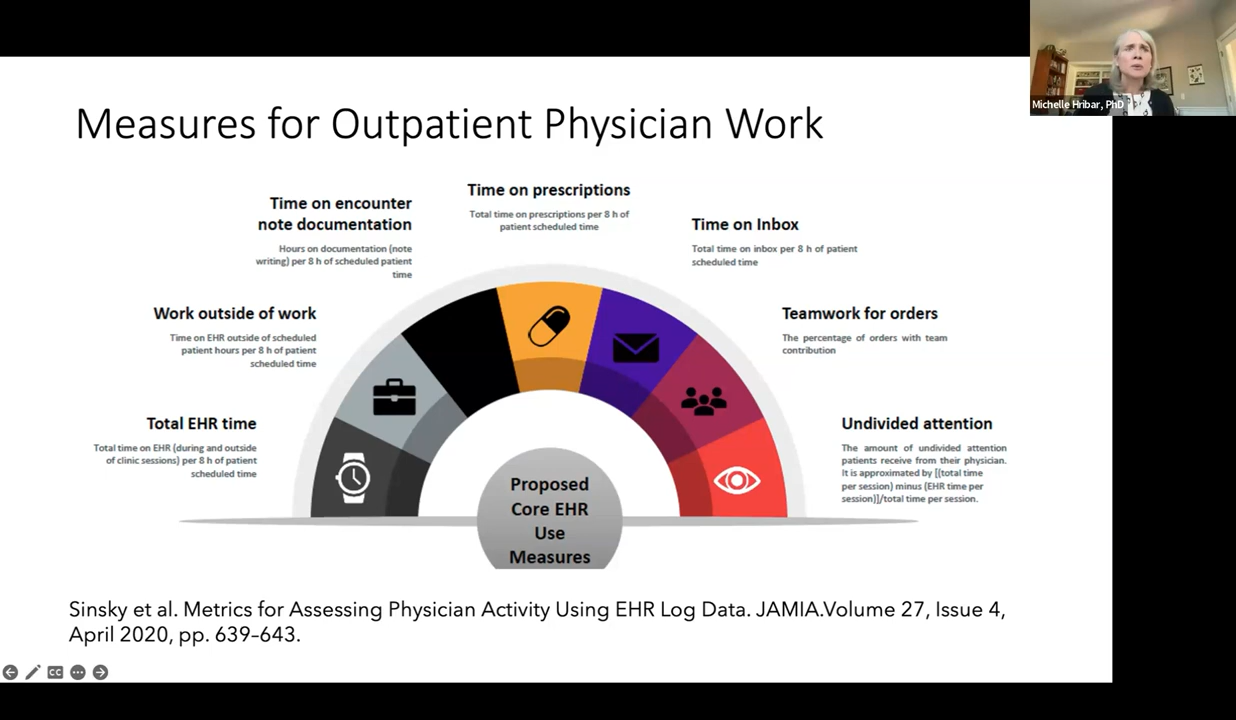 Michelle Hribar, PhD
Measures for Outpatient Physician Work
Time on prescriptions
Total time on prescriptions per 8 h of
patient scheduled time
Time on encounter
note documentation
Hours on documentation (note
writing) per 8 h of scheduled patient
time
Time on Inbox
Total time on inbox per 8 h of patient
scheduled time
Work outside of work
Time on EHR outside of scheduled
patient hours per 8 h of patient
scheduled time
Teamwork for orders
The percentage of orders with team
contribution
Total EHR time
Total time on EHR (during and outside
of clinic sessions) per 8 h of patient
scheduled time
Undivided attention
The amount of undivided attention
patients receive from their physician.
It is approximated by [(total time
per session) minus (EHR time per
session)]/total time per session.
Proposed
Core EHR
Use
Measures
Sinsky et al. Metrics for Assessing Physician Activity Using EHR Log Data. JAMIA.Volume 27, Issue 4,
April 2020, pp. 639–643.
CC